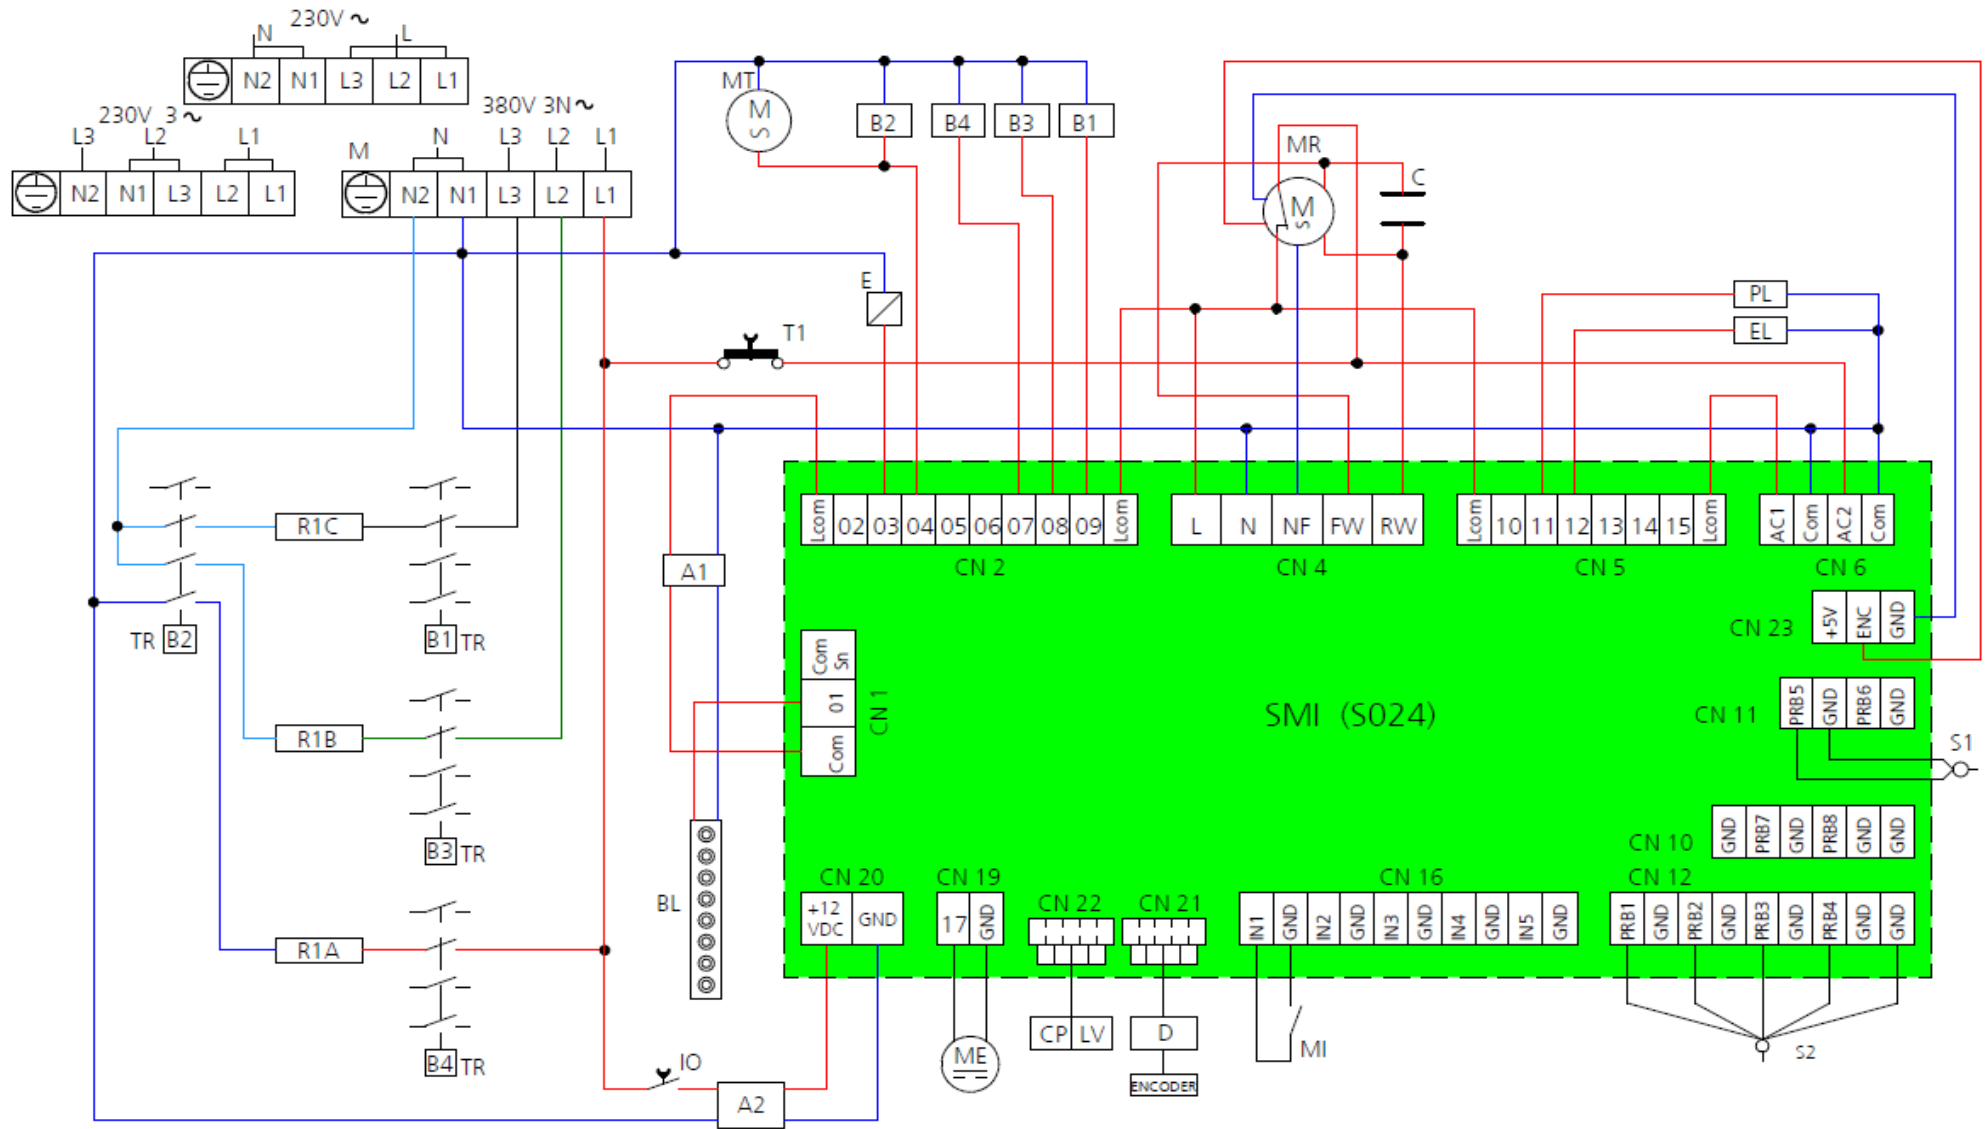 230V ~
N L
N2 N1 L3 L2 L1
230V 3 ~
L3 L2 L1
N2 N1 L3 L2 L1
380V 3N ~
M N L3 L2 L1
N2 N1 L3 L2 L1
MT
M S
B2 B4 B3 B1
MR
M S
C
E
T1
PL
EL
Lcom 02 03 04 05 06 07 08 09 Lcom
CN 2
L N NF FW RW
CN 4
Lcom 10 11 12 13 14 15 Lcom
CN 5
AC1 Com AC2 Com
CN 6
R1C
TR B2
B1 TR
R1B
B3 TR
R1A
B4 TR
A1
Com Sn
01
Com
CN 1
BL
SMI (S024)
CN 23
+5V ENC GND
CN 11
PRB5 GND PRB6 GND
S1
CN 10
GND PRB7 GND PRB8 GND GND
CN 20
+12 VDC GND
CN 19
17 GND
CN 22
CN 21
CN 16
IN1 GND IN2 GND IN3 GND IN4 GND IN5 GND
CN 12
PRB1 GND PRB2 GND PRB3 GND PRB4 GND GND
IO
A2
ME
CP LV
D
ENCODER
MI
S2